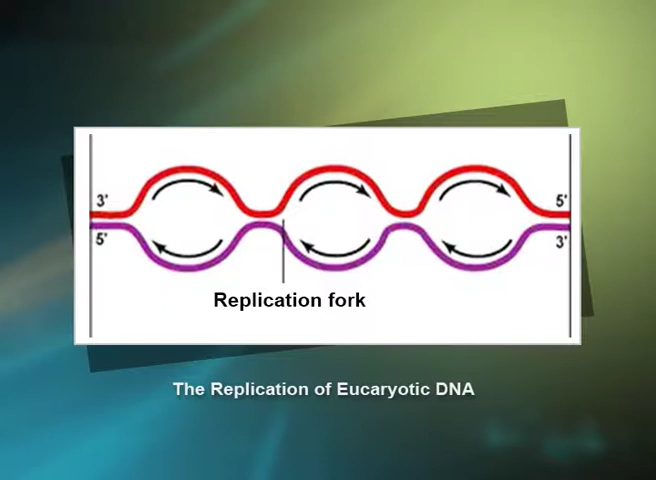 3' 5'
5' 3'
Replication fork
The Replication of Eucaryotic DNA